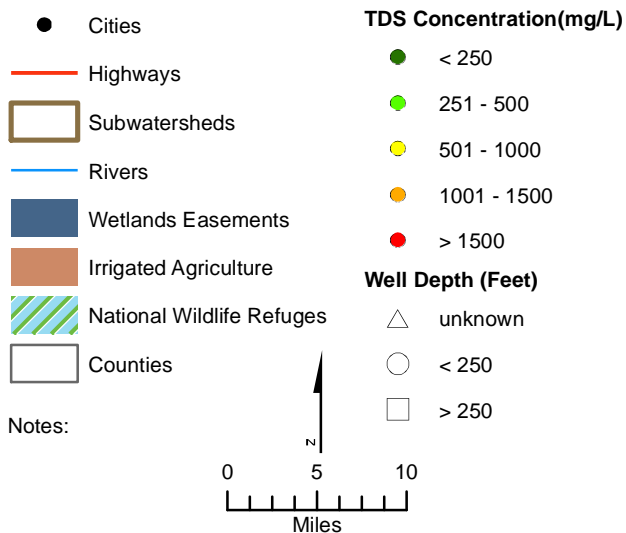 Cities
Highways
Subwatersheds
Rivers
Wetlands Easements
Irrigated Agriculture
National Wildlife Refuges
Counties
Notes:
TDS Concentration(mg/L)
< 250
251 - 500
501 - 1000
1001 - 1500
> 1500
Well Depth (Feet)
unknown
< 250
> 250
N
0 5 10
Miles